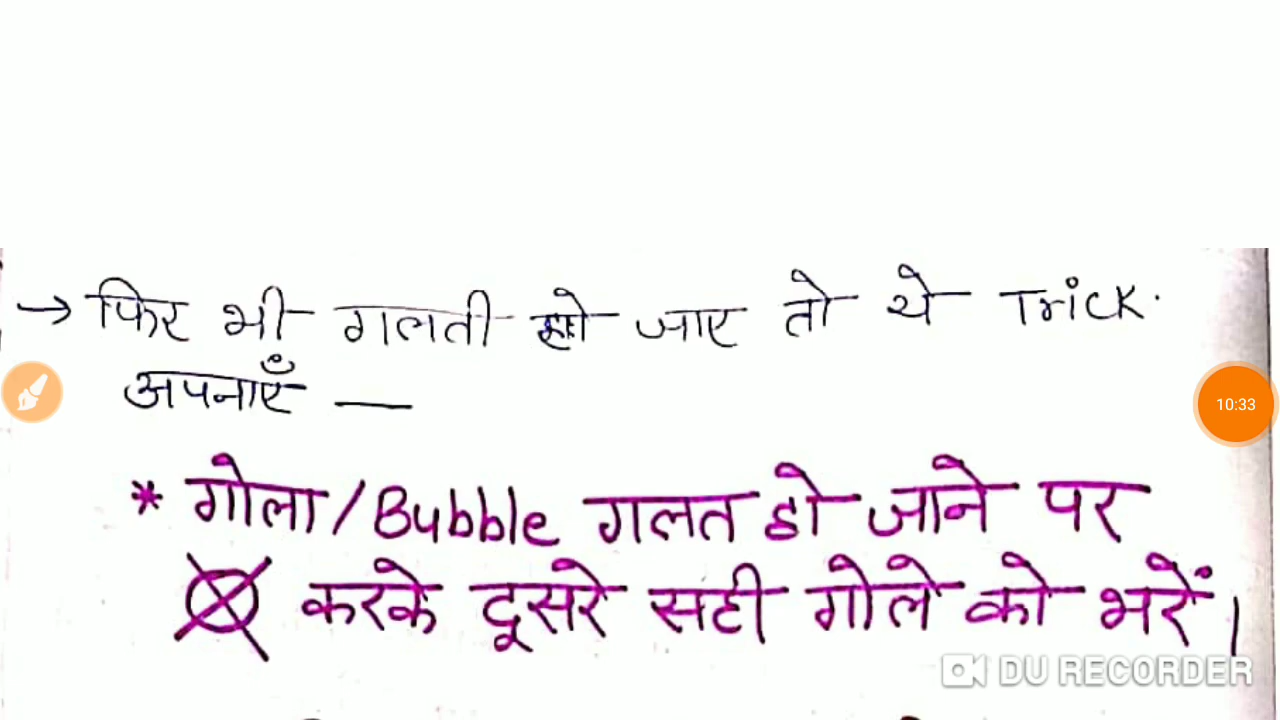 → फिर भी गलती हो जाए तो ये Trick.
अपनाएँ —
10:33
* गोला/Bubble गलत हो जाने पर
करके दूसरे सही गोले को भरें।
DU RECORDER